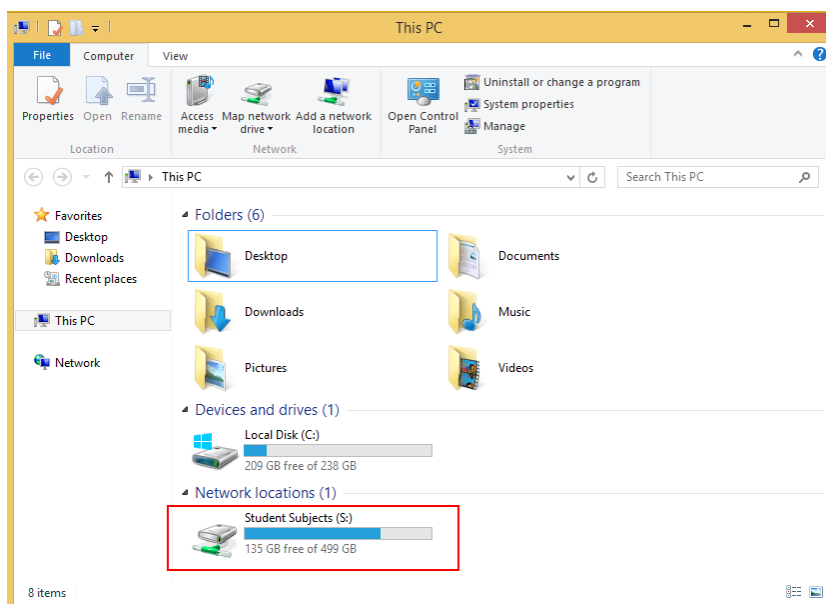 This PC
File Computer View
Properties Open Rename
Access media Map network drive Add a network location
Open Control Panel
Uninstall or change a program
System properties
Manage
Location Network System
This PC
Search This PC
Favorites
Desktop
Downloads
Recent places
This PC
Network
Folders (6)
Desktop
Documents
Downloads
Music
Pictures
Videos
Devices and drives (1)
Local Disk (C:)
209 GB free of 238 GB
Network locations (1)
Student Subjects (S:)
135 GB free of 499 GB
8 items